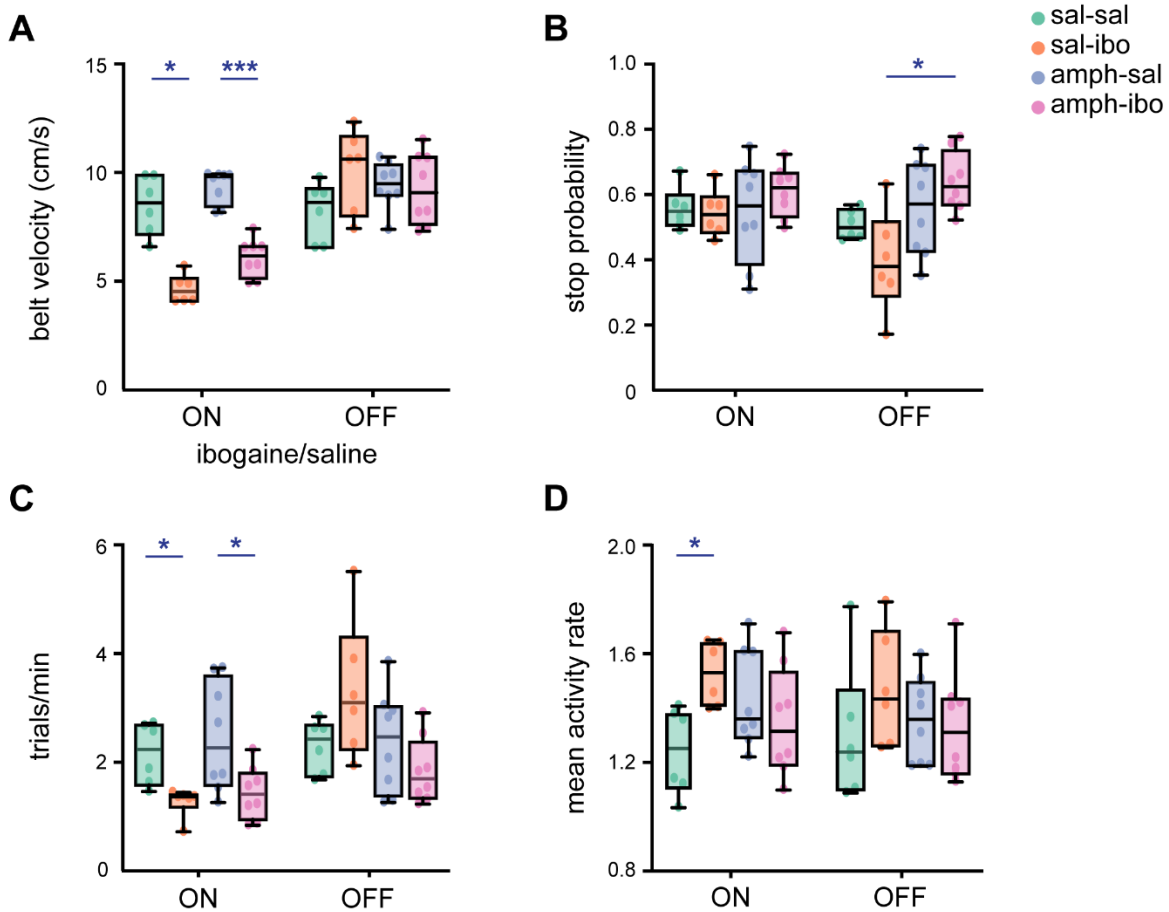 sal-sal
sal-ibo
amph-sal
amph-ibo
A
belt velocity (cm/s)
15
10
5
0
*
***
ON
OFF
ibogaine/saline
B
stop probability
1.0
0.8
0.6
0.4
0.2
0
*
ON
OFF
C
trials/min
6
4
2
0
*
*
ON
OFF
D
mean activity rate
2.0
1.6
1.2
0.8
*
ON
OFF